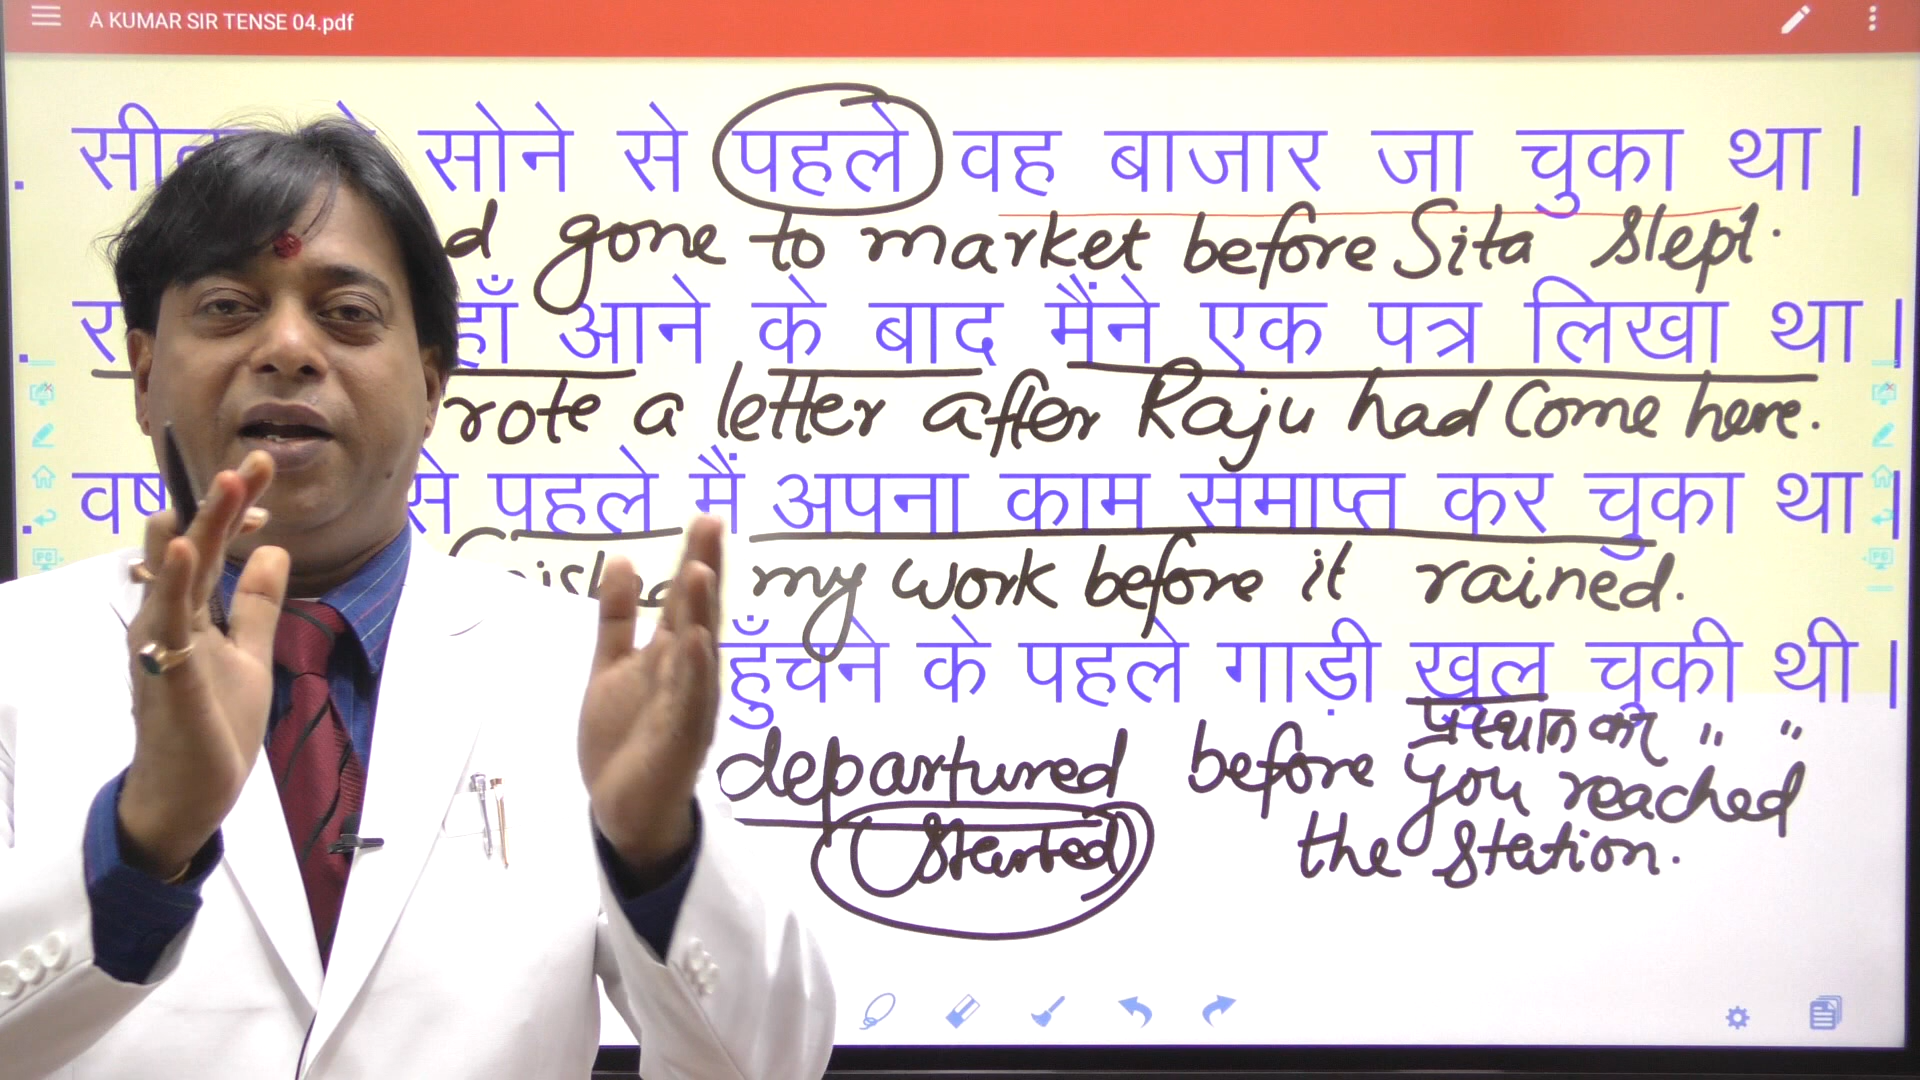 A KUMAR SIR TENSE 04.pdf
सोने से पहले वह बाजार जा चुका था।
gone to market before Sita slept.
आने के बाद मैंने एक पत्र लिखा था।
a letter after Raju had come here.
से पहले मैं अपना काम समाप्त कर चुका था।
my work before it rained.
के पहले गाड़ी खुल चुकी थी।
प्रस्थान कर " "
departured before you reached
(Started) the Station.